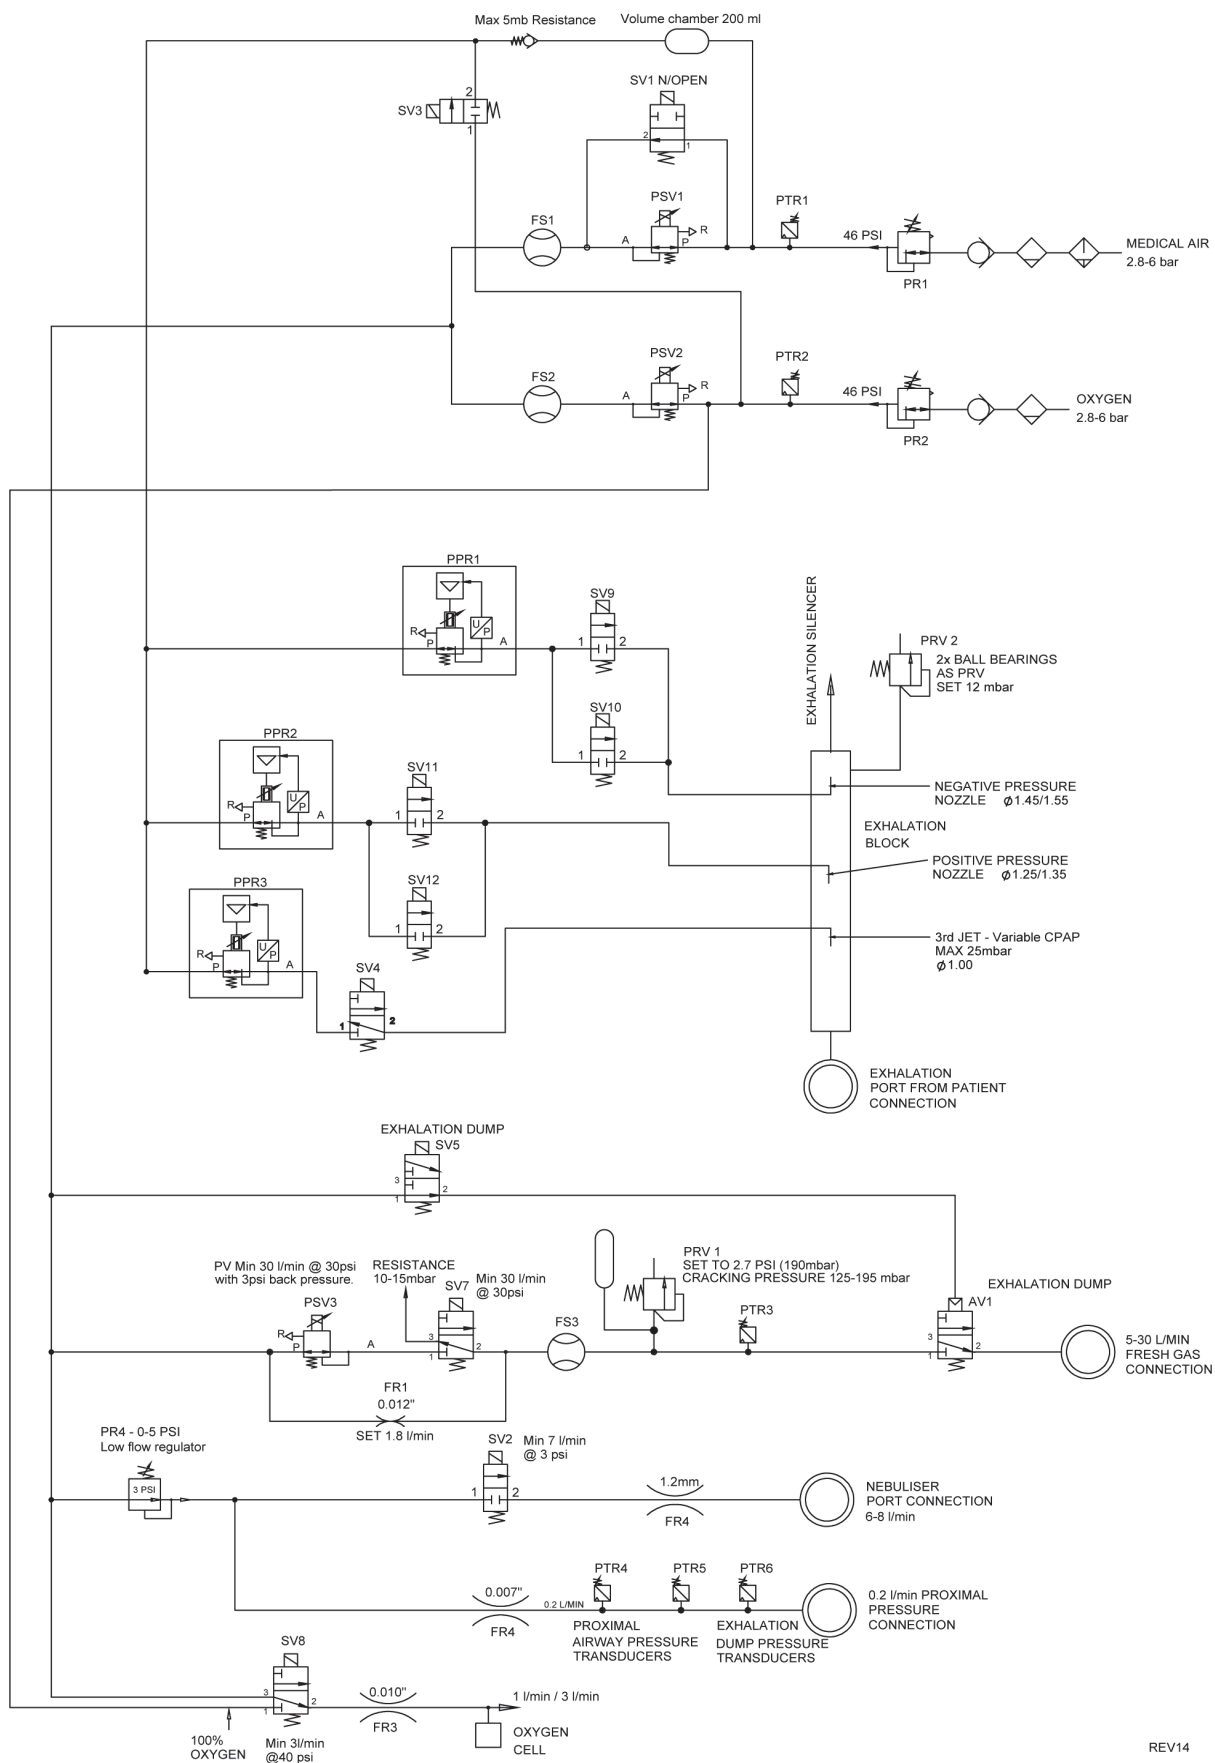 Max 5mb Resistance
Volume chamber 200 ml
SV1 N/OPEN
2
SV3
1
2
1
PSV1
PTR1
FS1
R
A
P
46 PSI
MEDICAL AIR
2.8-6 bar
PR1
PSV2
PTR2
FS2
R
A
P
46 PSI
OXYGEN
2.8-6 bar
PR2
PPR1
SV9
R
P
U
P
A
1
2
EXHALATION SILENCER
PRV 2
2x BALL BEARINGS
AS PRV
SET 12 mbar
SV10
1
2
PPR2
SV11
R
P
U
P
A
1
2
NEGATIVE PRESSURE
NOZZLE ϕ1.45/1.55
EXHALATION
BLOCK
POSITIVE PRESSURE
NOZZLE ϕ1.25/1.35
PPR3
SV12
1
2
R
P
U
P
A
3rd JET - Variable CPAP
MAX 25mbar
ϕ1.00
SV4
1
2
EXHALATION
PORT FROM PATIENT
CONNECTION
EXHALATION DUMP
SV5
3
1
2
PV Min 30 l/min @ 30psi
with 3psi back pressure.
RESISTANCE
10-15mbar
SV7
Min 30 l/min
@ 30psi
PRV 1
SET TO 2.7 PSI (190mbar)
CRACKING PRESSURE 125-195 mbar
EXHALATION DUMP
AV1
PSV3
R
P
A
3
1
2
FS3
PTR3
3
1
2
5-30 L/MIN
FRESH GAS
CONNECTION
FR1
0.012"
SET 1.8 l/min
PR4 - 0-5 PSI
Low flow regulator
3 PSI
SV2
Min 7 l/min
@ 3 psi
1
2
1.2mm
FR4
NEBULISER
PORT CONNECTION
6-8 l/min
PTR4
PTR5
PTR6
0.007"
0.2 L/MIN
FR4
PROXIMAL
AIRWAY PRESSURE
TRANSDUCERS
EXHALATION
DUMP PRESSURE
TRANSDUCERS
0.2 l/min PROXIMAL
PRESSURE
CONNECTION
SV8
3
1
2
0.010"
FR3
1 l/min / 3 l/min
OXYGEN
CELL
100%
OXYGEN
Min 3l/min
@40 psi
REV14